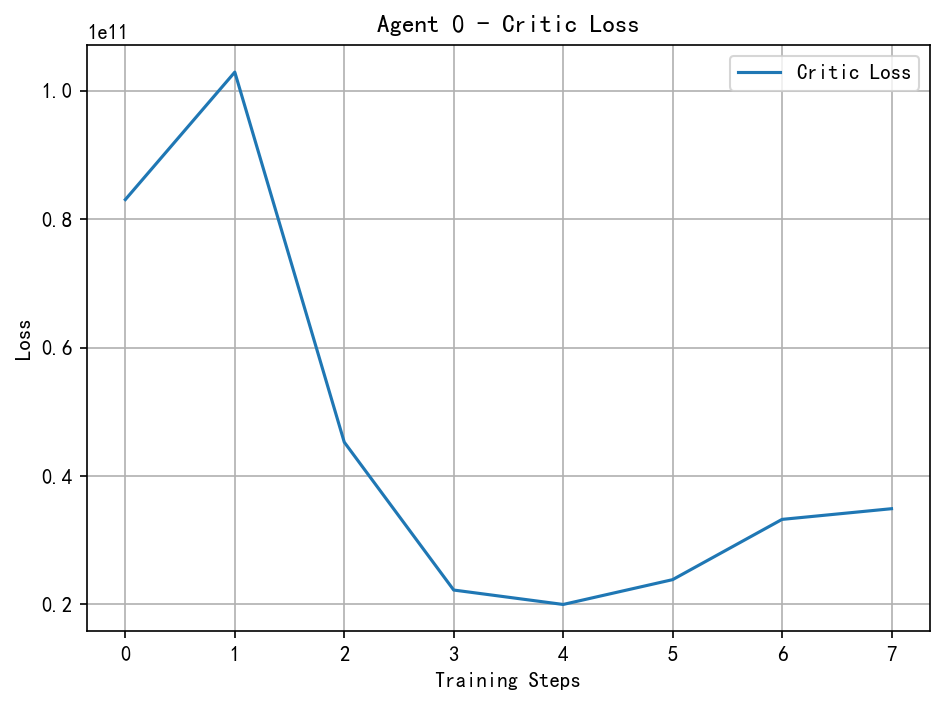 Agent 0 - Critic Loss
1e11
Critic Loss
1.0
0.8
0.6
0.4
0.2
Loss
0 1 2 3 4 5 6 7
Training Steps